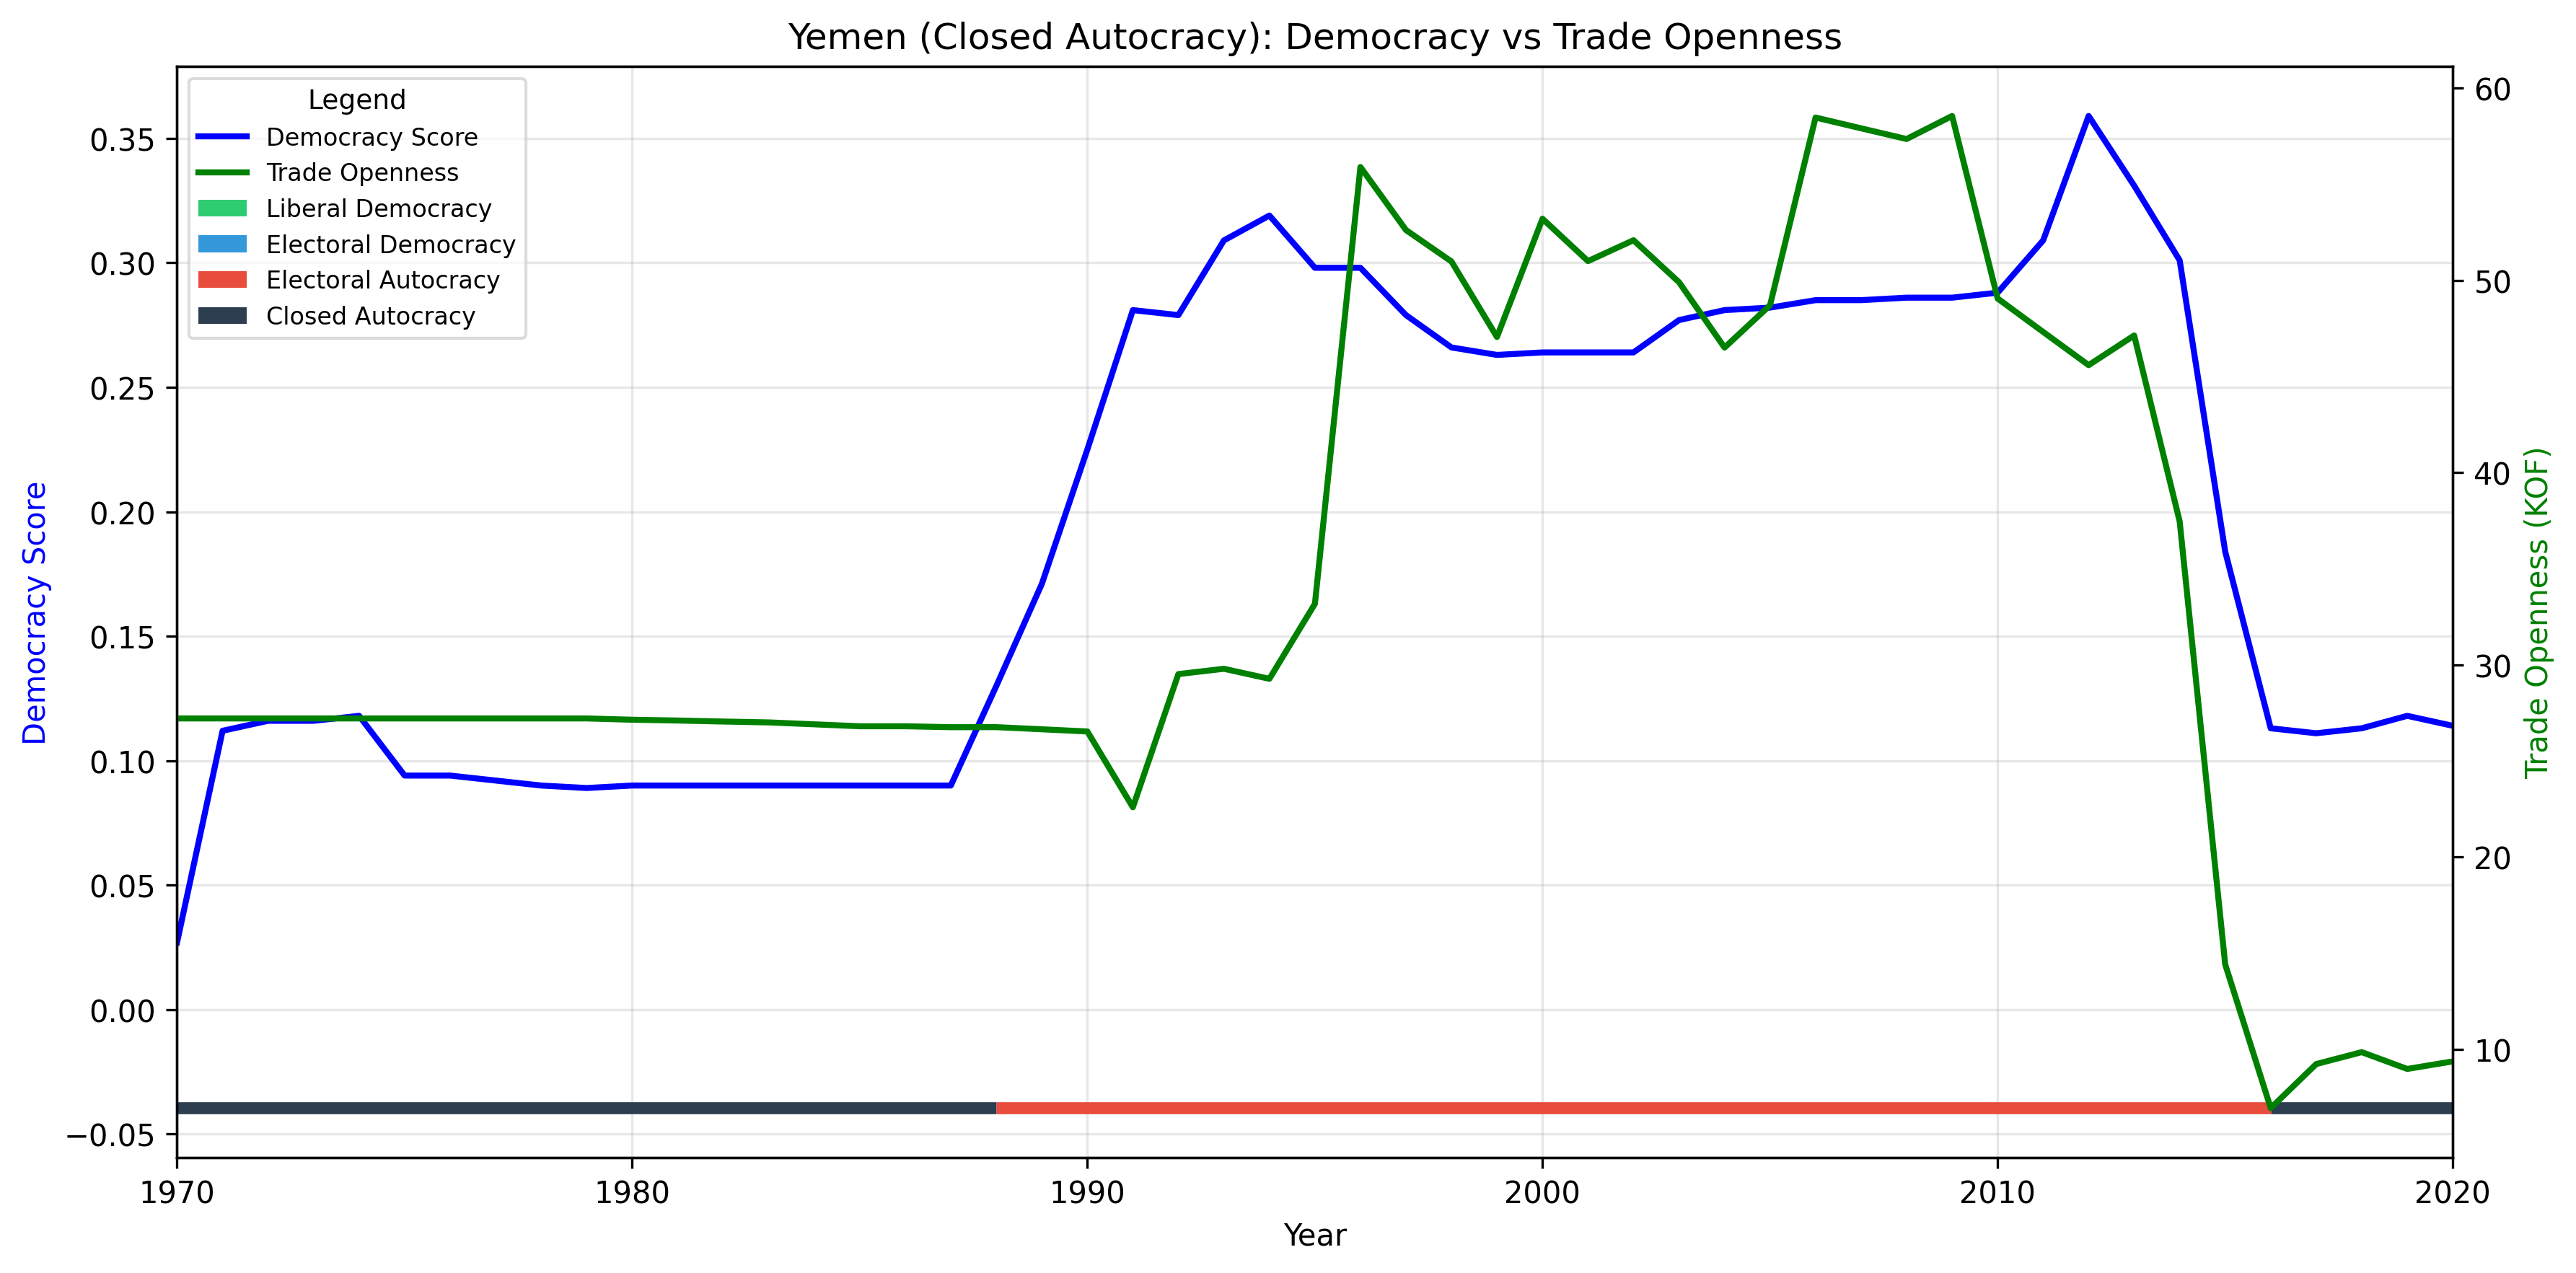 Yemen (Closed Autocracy): Democracy vs Trade Openness
Legend
Democracy Score
Trade Openness
Liberal Democracy
Electoral Democracy
Electoral Autocracy
Closed Autocracy
Democracy Score
0.35
0.30
0.25
0.20
0.15
0.10
0.05
0.00
−0.05
60
50
40
30
20
10
Trade Openness (KOF)
1970 1980 1990 2000 2010 2020
Year